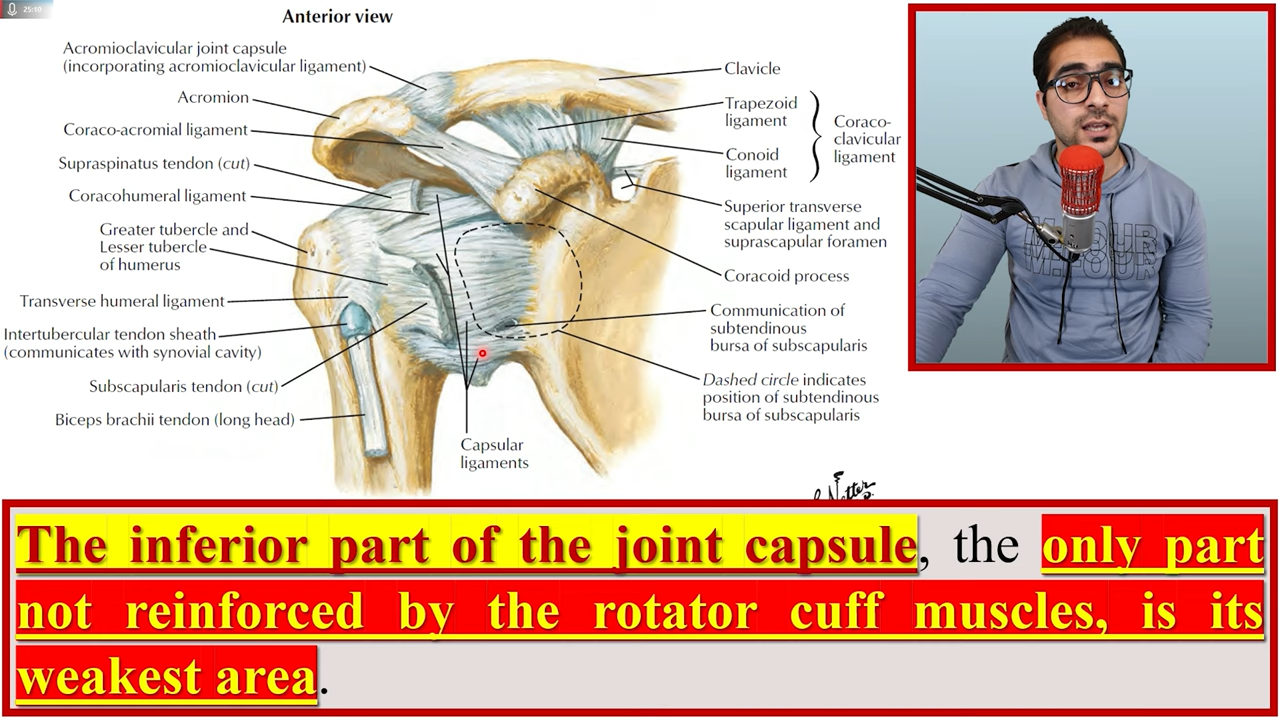 25:10
Anterior view
Acromioclavicular joint capsule
(incorporating acromioclavicular ligament)
Acromion
Coraco-acromial ligament
Supraspinatus tendon (cut)
Coracohumeral ligament
Greater tubercle and
Lesser tubercle
of humerus
Transverse humeral ligament
Intertubercular tendon sheath
(communicates with synovial cavity)
Subscapularis tendon (cut)
Biceps brachii tendon (long head)
Capsular
ligaments
Clavicle
Trapezoid
ligament
Conoid
ligament
Coraco-
clavicular
ligament
Superior transverse
scapular ligament and
suprascapular foramen
Coracoid process
Communication of
subtendinous
bursa of subscapularis
Dashed circle indicates
position of subtendinous
bursa of subscapularis
The inferior part of the joint capsule, the only part
not reinforced by the rotator cuff muscles, is its
weakest area.